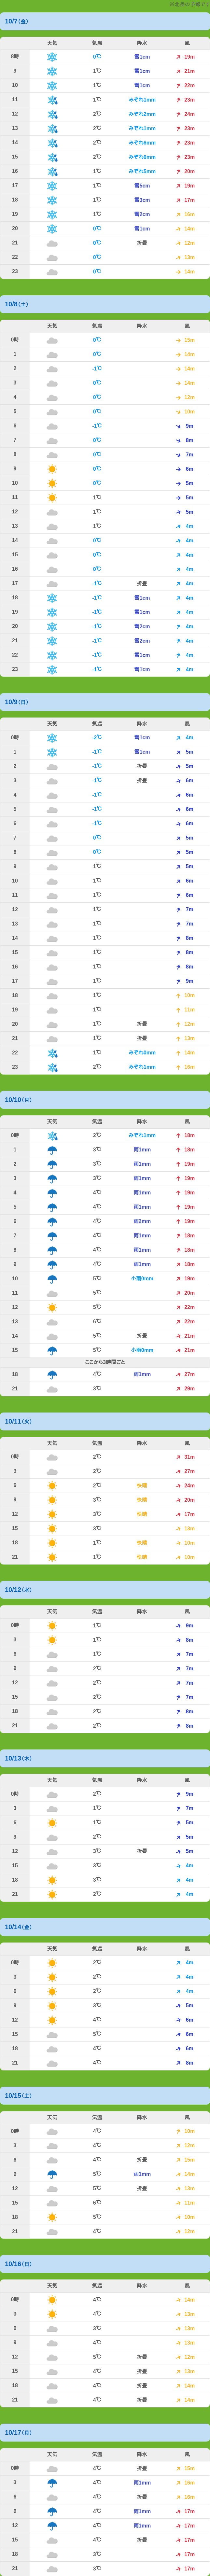 10/7(金)
天気 気温 降水 風
8時 0℃ 雪1cm 19m
9 1℃ 雪1cm 21m
10 1℃ 雪1cm 22m
11 1℃ みぞれ1mm 23m
12 2℃ みぞれ2mm 24m
13 2℃ みぞれ1mm 23m
14 2℃ みぞれ6mm 23m
15 2℃ みぞれ6mm 23m
16 1℃ みぞれ5mm 20m
17 1℃ 雪5cm 19m
18 1℃ 雪3cm 17m
19 1℃ 雪2cm 16m
20 0℃ 雪1cm 14m
21 0℃ 折畳 12m
22 0℃ 13m
23 0℃ 14m
10/8(土)
天気 気温 降水 風
0時 0℃ 15m
1 0℃ 14m
2 -1℃ 14m
3 0℃ 14m
4 0℃ 12m
5 0℃ 10m
6 -1℃ 9m
7 0℃ 8m
8 0℃ 7m
9 0℃ 6m
10 0℃ 5m
11 1℃ 5m
12 1℃ 5m
13 1℃ 4m
14 0℃ 4m
15 0℃ 4m
16 0℃ 4m
17 -1℃ 折畳 4m
18 -1℃ 雪1cm 4m
19 -1℃ 雪1cm 4m
20 -1℃ 雪2cm 4m
21 -1℃ 雪2cm 4m
22 -1℃ 雪1cm 4m
23 -1℃ 雪1cm 4m
10/9(日)
天気 気温 降水 風
0時 -2℃ 雪1cm 4m
1 -1℃ 雪1cm 5m
2 -1℃ 折畳 5m
3 -1℃ 折畳 6m
4 -1℃ 6m
5 -1℃ 6m
6 -1℃ 6m
7 0℃ 5m
8 0℃ 5m
9 1℃ 5m
10 1℃ 6m
11 1℃ 6m
12 1℃ 7m
13 1℃ 7m
14 1℃ 8m
15 1℃ 8m
16 1℃ 8m
17 1℃ 9m
18 1℃ 10m
19 1℃ 11m
20 1℃ 折畳 12m
21 1℃ 折畳 13m
22 1℃ みぞれ0mm 14m
23 2℃ みぞれ1mm 16m
10/10(月)
天気 気温 降水 風
0時 2℃ みぞれ1mm 18m
1 3℃ 雨1mm 18m
2 3℃ 雨1mm 19m
3 3℃ 雨1mm 19m
4 4℃ 雨1mm 19m
5 4℃ 雨1mm 19m
6 4℃ 雨2mm 19m
7 4℃ 雨1mm 18m
8 4℃ 雨1mm 18m
9 4℃ 雨1mm 18m
10 5℃ 小雨0mm 19m
11 5℃ 20m
12 5℃ 22m
13 6℃ 22m
14 5℃ 折畳 21m
15 5℃ 小雨0mm 21m
ここから3時間ごと
18 4℃ 雨1mm 27m
21 3℃ 29m
10/11(火)
天気 気温 降水 風
0時 2℃ 31m
3 2℃ 27m
6 2℃ 快晴 24m
9 3℃ 快晴 20m
12 3℃ 快晴 17m
15 3℃ 13m
18 1℃ 快晴 10m
21 1℃ 快晴 10m
10/12(水)
天気 気温 降水 風
0時 1℃ 9m
3 1℃ 8m
6 1℃ 7m
9 2℃ 7m
12 2℃ 7m
15 2℃ 7m
18 2℃ 8m
21 2℃ 8m
10/13(木)
天気 気温 降水 風
0時 2℃ 9m
3 1℃ 7m
6 1℃ 5m
9 2℃ 5m
12 3℃ 折畳 5m
15 3℃ 4m
18 3℃ 4m
21 2℃ 4m
10/14(金)
天気 気温 降水 風
0時 2℃ 4m
3 2℃ 4m
6 2℃ 4m
9 3℃ 5m
12 4℃ 6m
15 5℃ 6m
18 4℃ 6m
21 4℃ 8m
10/15(土)
天気 気温 降水 風
0時 4℃ 10m
3 4℃ 12m
6 4℃ 折畳 15m
9 5℃ 雨1mm 14m
12 5℃ 折畳 13m
15 6℃ 11m
18 5℃ 10m
21 4℃ 12m
10/16(日)
天気 気温 降水 風
0時 4℃ 14m
3 4℃ 13m
6 3℃ 13m
9 4℃ 13m
12 5℃ 折畳 12m
15 4℃ 折畳 13m
18 4℃ 折畳 14m
21 4℃ 折畳 14m
10/17(月)
天気 気温 降水 風
0時 4℃ 折畳 15m
3 4℃ 雨1mm 16m
6 4℃ 折畳 16m
9 4℃ 雨1mm 17m
12 4℃ 雨1mm 17m
15 4℃ 折畳 17m
18 3℃ 17m
21 3℃ 17m